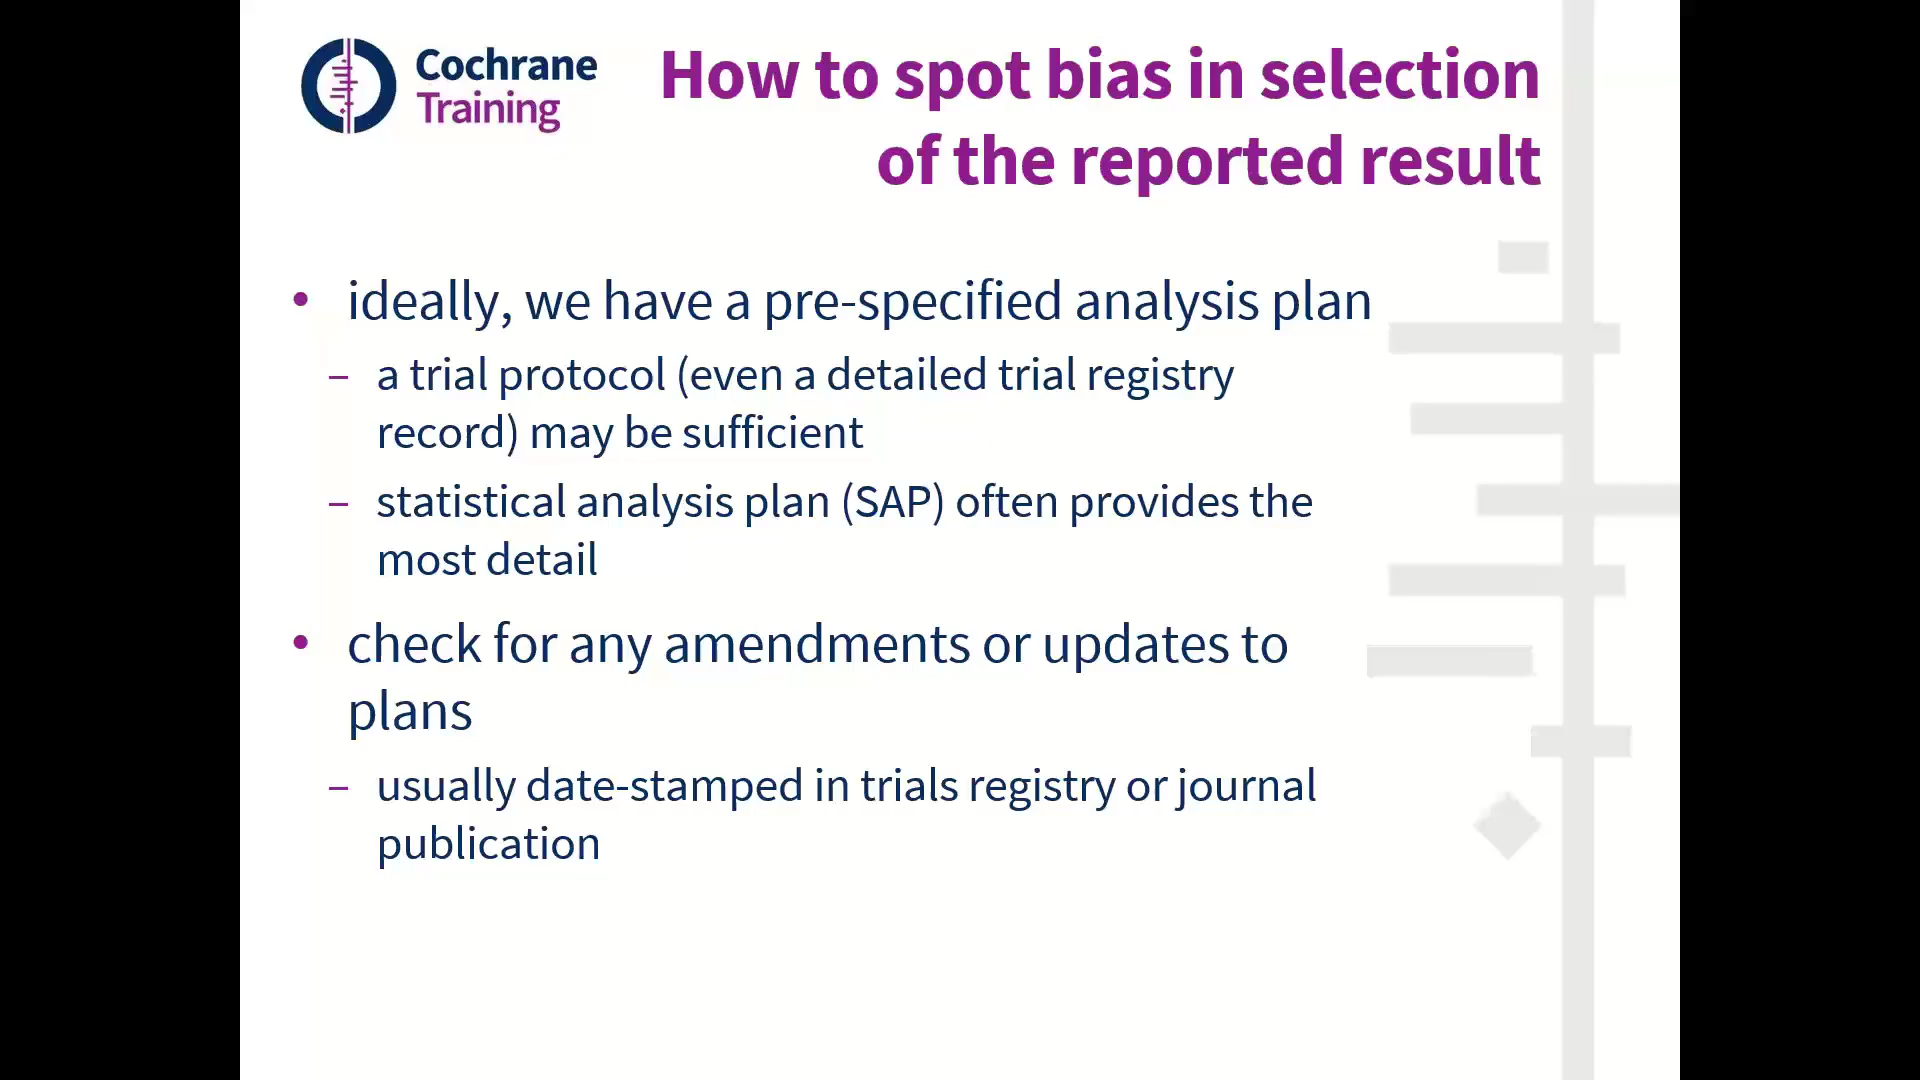 Cochrane
Training
How to spot bias in selection
of the reported result
• ideally, we have a pre-specified analysis plan
– a trial protocol (even a detailed trial registry
record) may be sufficient
– statistical analysis plan (SAP) often provides the
most detail
• check for any amendments or updates to
plans
– usually date-stamped in trials registry or journal
publication